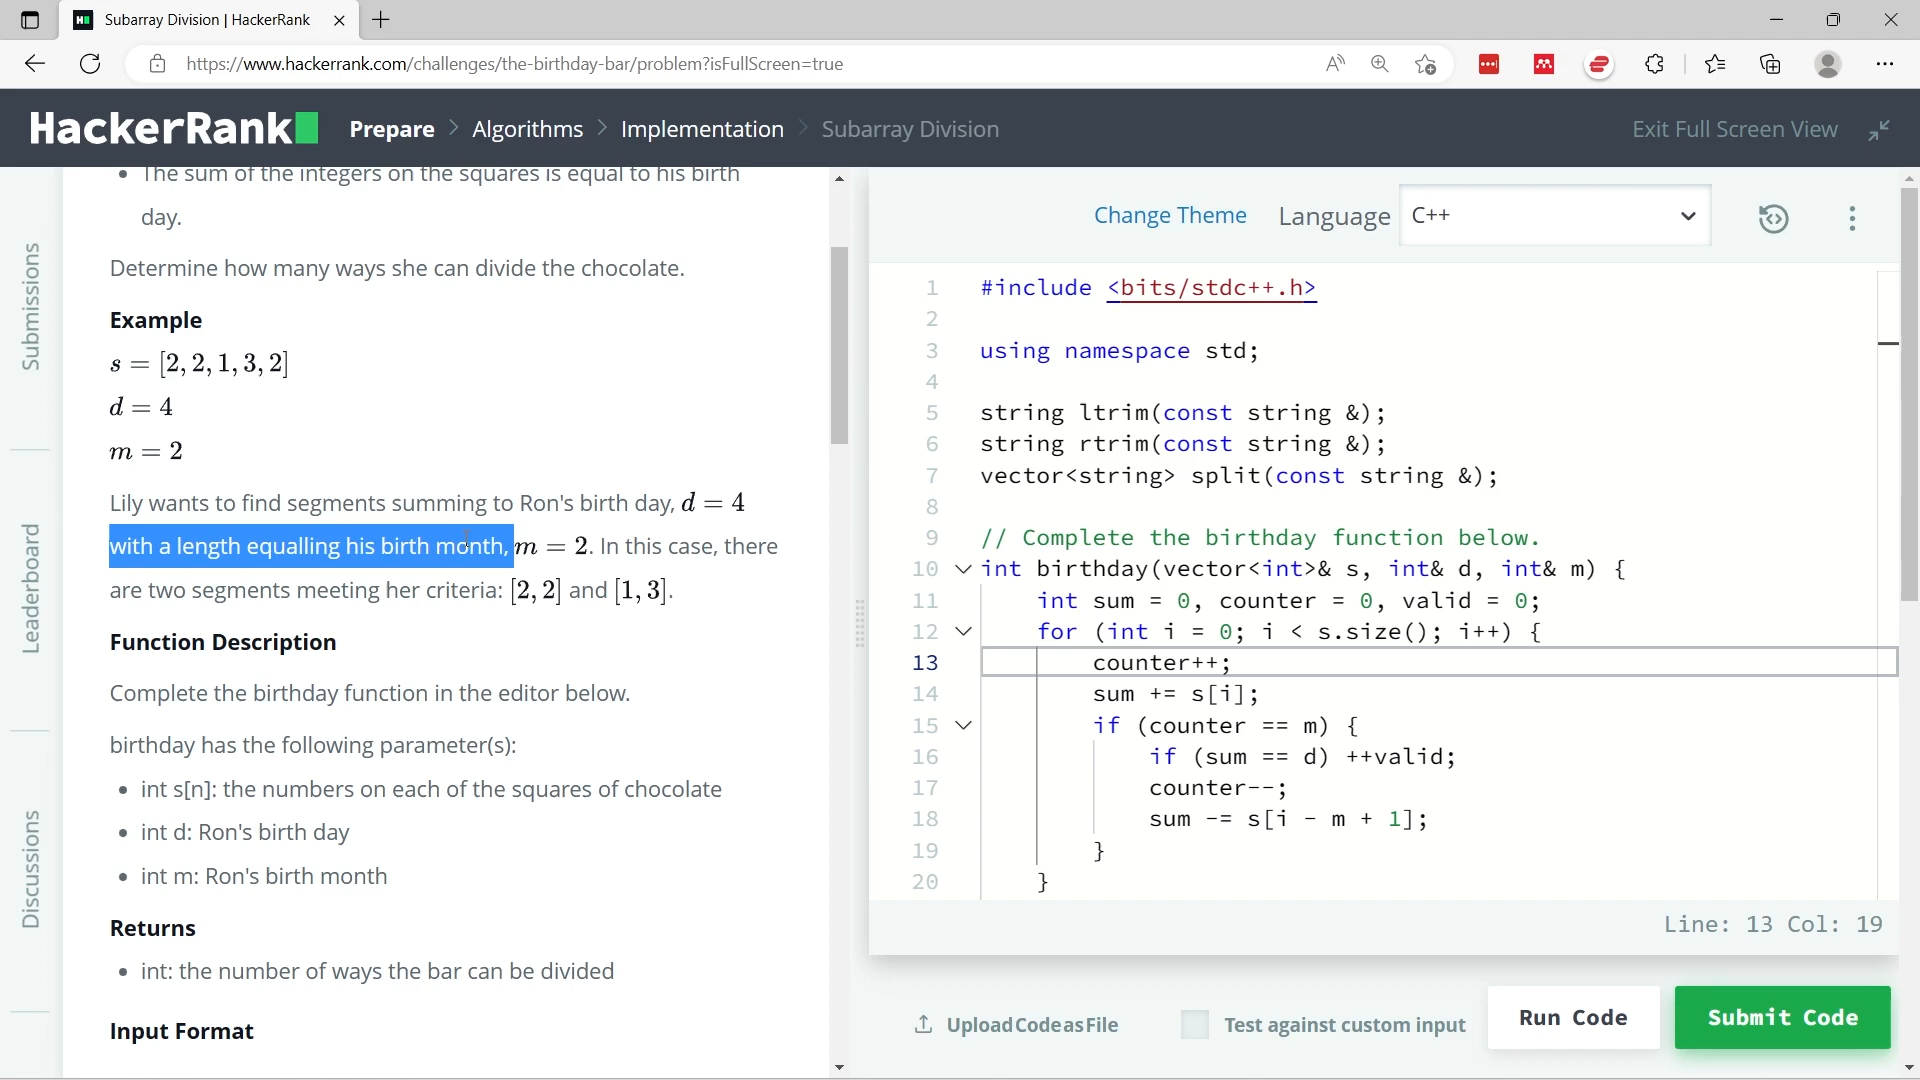 Subarray Division | HackerRank
https://www.hackerrank.com/challenges/the-birthday-bar/problem?isFullScreen=true
HackerRank
Prepare > Algorithms > Implementation > Subarray Division
Exit Full Screen View
Submissions
Leaderboard
Discussions
• The sum of the integers on the squares is equal to his birth
day.
Determine how many ways she can divide the chocolate.
Example
s = [2, 2, 1, 3, 2]
d = 4
m = 2
Lily wants to find segments summing to Ron's birth day, d = 4
with a length equalling his birth month, m = 2. In this case, there
are two segments meeting her criteria: [2, 2] and [1, 3].
Function Description
Complete the birthday function in the editor below.
birthday has the following parameter(s):
• int s[n]: the numbers on each of the squares of chocolate
• int d: Ron's birth day
• int m: Ron's birth month
Returns
• int: the number of ways the bar can be divided
Input Format
Change Theme Language C++
1 #include <bits/stdc++.h>
2
3 using namespace std;
4
5 string ltrim(const string &);
6 string rtrim(const string &);
7 vector<string> split(const string &);
8
9 // Complete the birthday function below.
10 int birthday(vector<int>& s, int& d, int& m) {
11 int sum = 0, counter = 0, valid = 0;
12 for (int i = 0; i < s.size(); i++) {
13 counter++;
14 sum += s[i];
15 if (counter == m) {
16 if (sum == d) ++valid;
17 counter--;
18 sum -= s[i - m + 1];
19 }
20 }
Line: 13 Col: 19
Upload Code as File
Test against custom input
Run Code
Submit Code